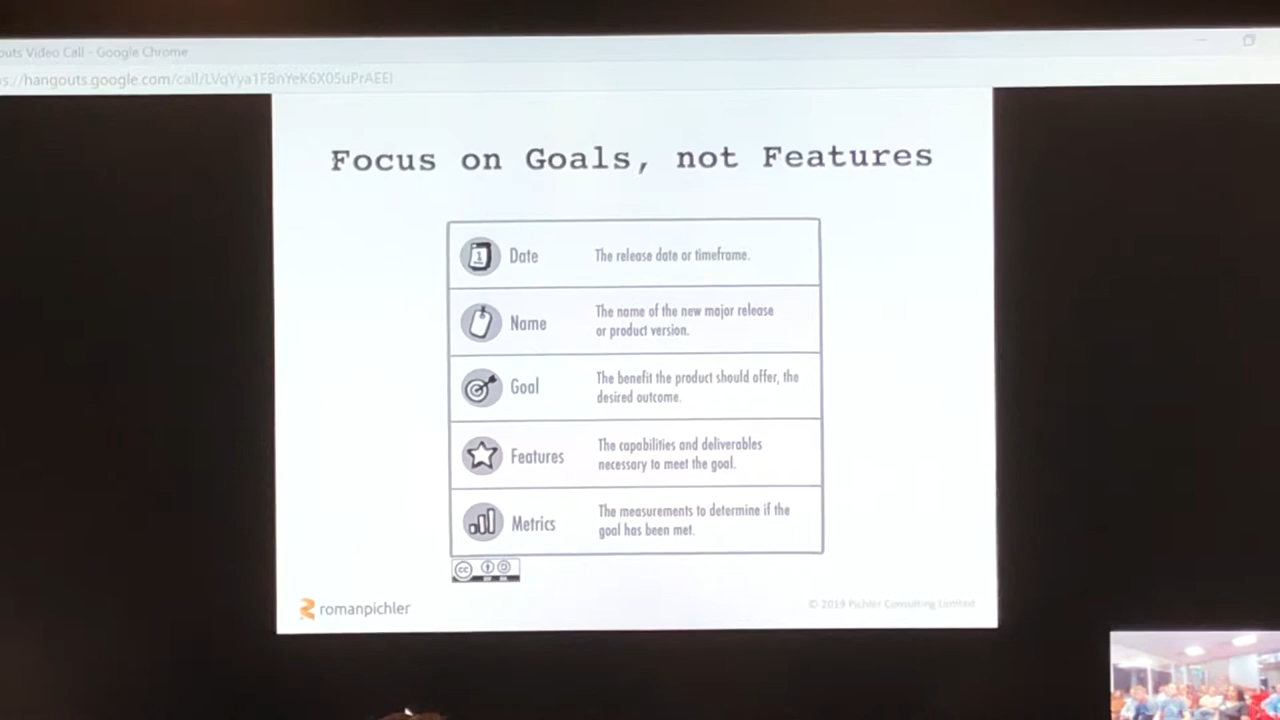 outs Video Call - Google Chrome
s://hangouts.google.com/call/LVqYya1FBnYeK6X05uPrAEEI
Focus on Goals, not Features
Date
The release date or timeframe.
Name
The name of the new major release
or product version.
Goal
The benefit the product should offer, the
desired outcome.
Features
The capabilities and deliverables
necessary to meet the goal.
Metrics
The measurements to determine if the
goal has been met.
cc
romanpichler
© 2019 Pichler Consulting Limited